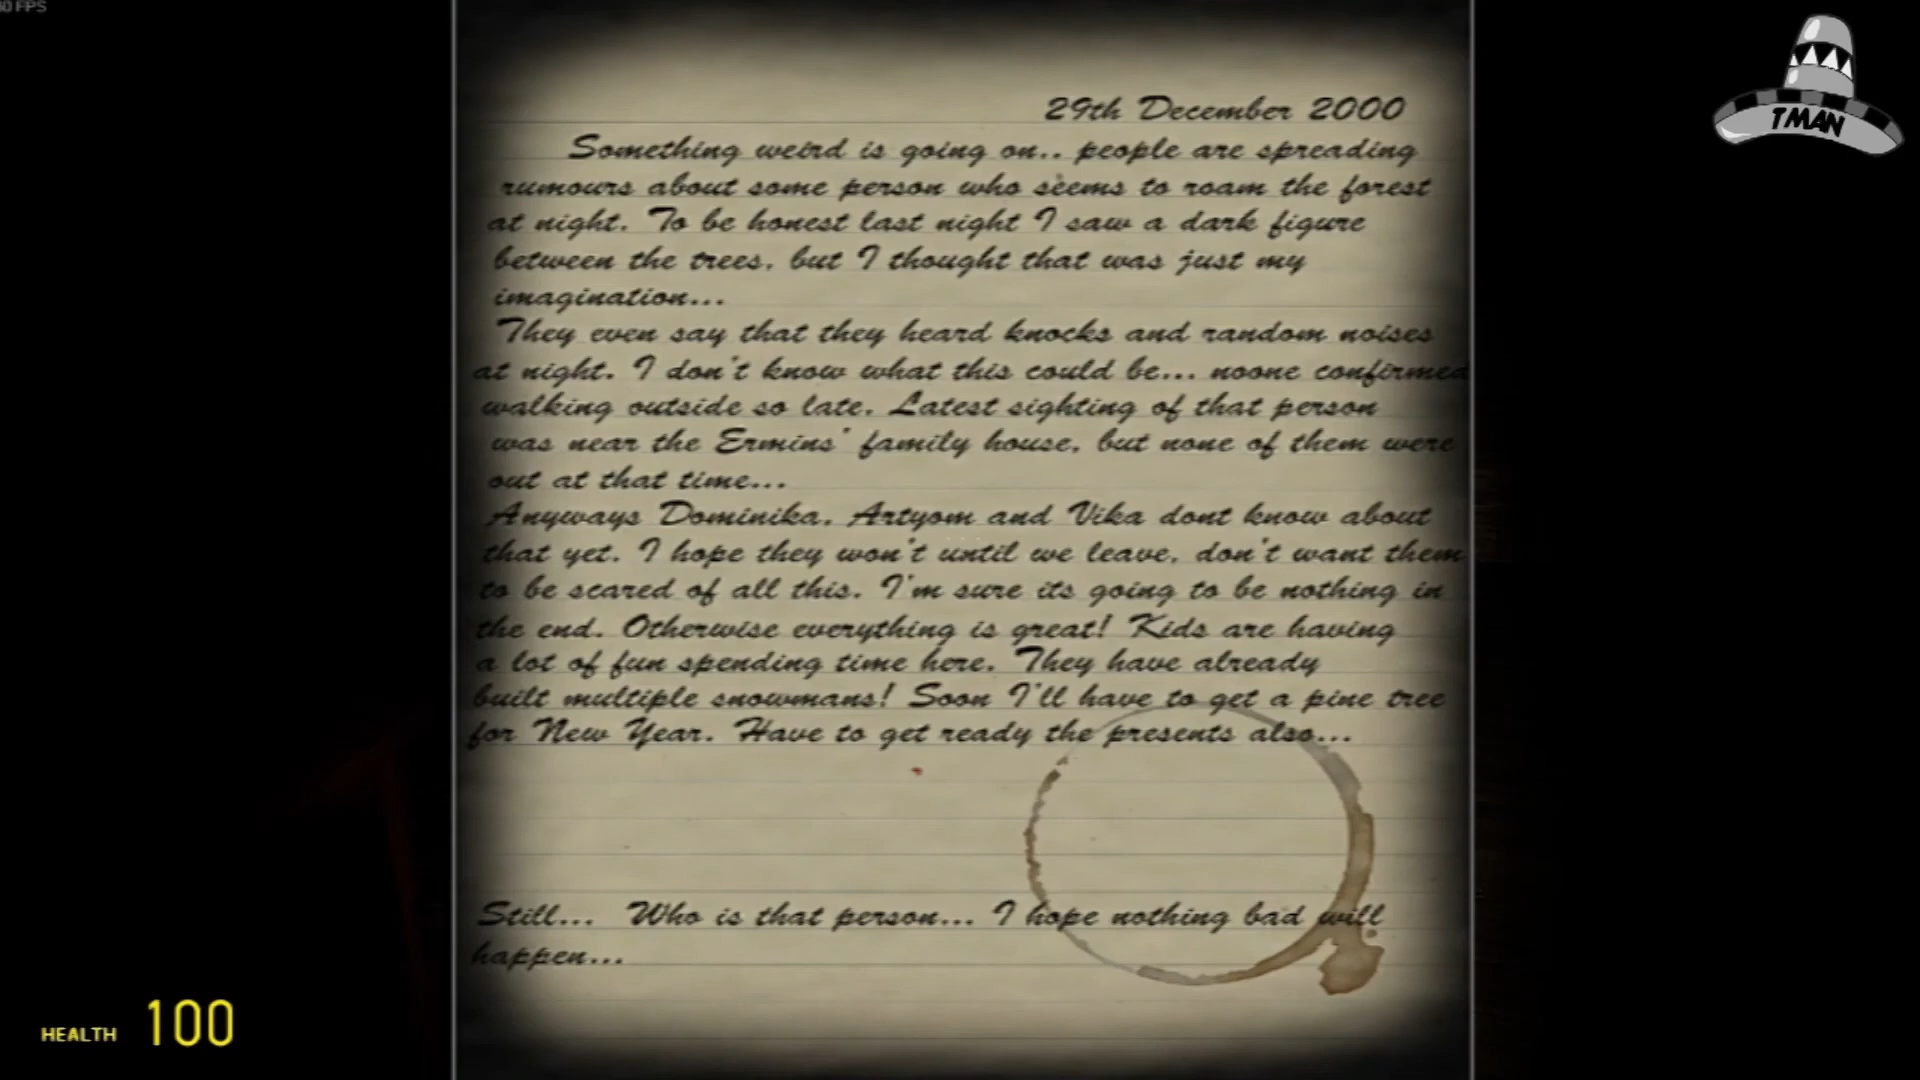 29th December 2000
Something weird is going on.. people are spreading
rumours about some person who seems to roam the forest
at night. To be honest last night I saw a dark figure
between the trees, but I thought that was just my
imagination...
They even say that they heard knocks and random noises
at night. I don't know what this could be... noone confirmed
walking outside so late. Latest sighting of that person
was near the Ermins' family house, but none of them were
out at that time...
Anyways Dominika, Artyom and Vika dont know about
that yet. I hope they won't until we leave, don't want them
to be scared of all this. I'm sure its going to be nothing in
the end. Otherwise everything is great! Kids are having
a lot of fun spending time here. They have already
built multiple snowmans! Soon I'll have to get a pine tree
for New Year. Have to get ready the presents also...
Still... Who is that person... I hope nothing bad will
happen...
HEALTH 100
TMAN
FPS